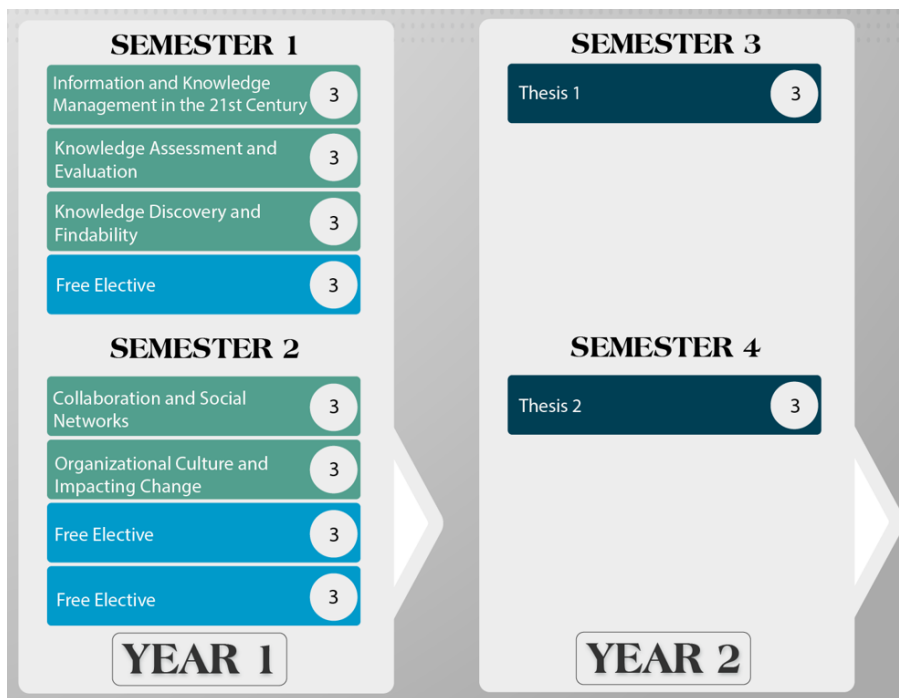 SEMESTER 1
Information and Knowledge
Management in the 21st Century
3
Knowledge Assessment and
Evaluation
3
Knowledge Discovery and
Findability
3
Free Elective
3
SEMESTER 2
Collaboration and Social
Networks
3
Organizational Culture and
Impacting Change
3
Free Elective
3
Free Elective
3
YEAR 1
SEMESTER 3
Thesis 1
3
SEMESTER 4
Thesis 2
3
YEAR 2